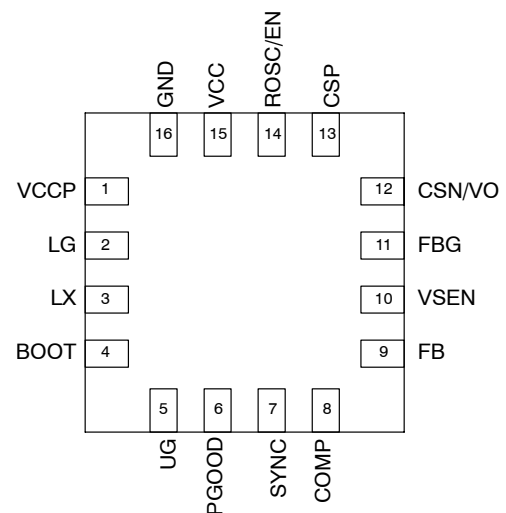 GND VCC ROSC/EN CSP
16 15 14 13
VCCP 1 12 CSN/VO
LG 2 11 FBG
LX 3 10 VSEN
BOOT 4 9 FB
5 6 7 8
UG PGOOD SYNC COMP